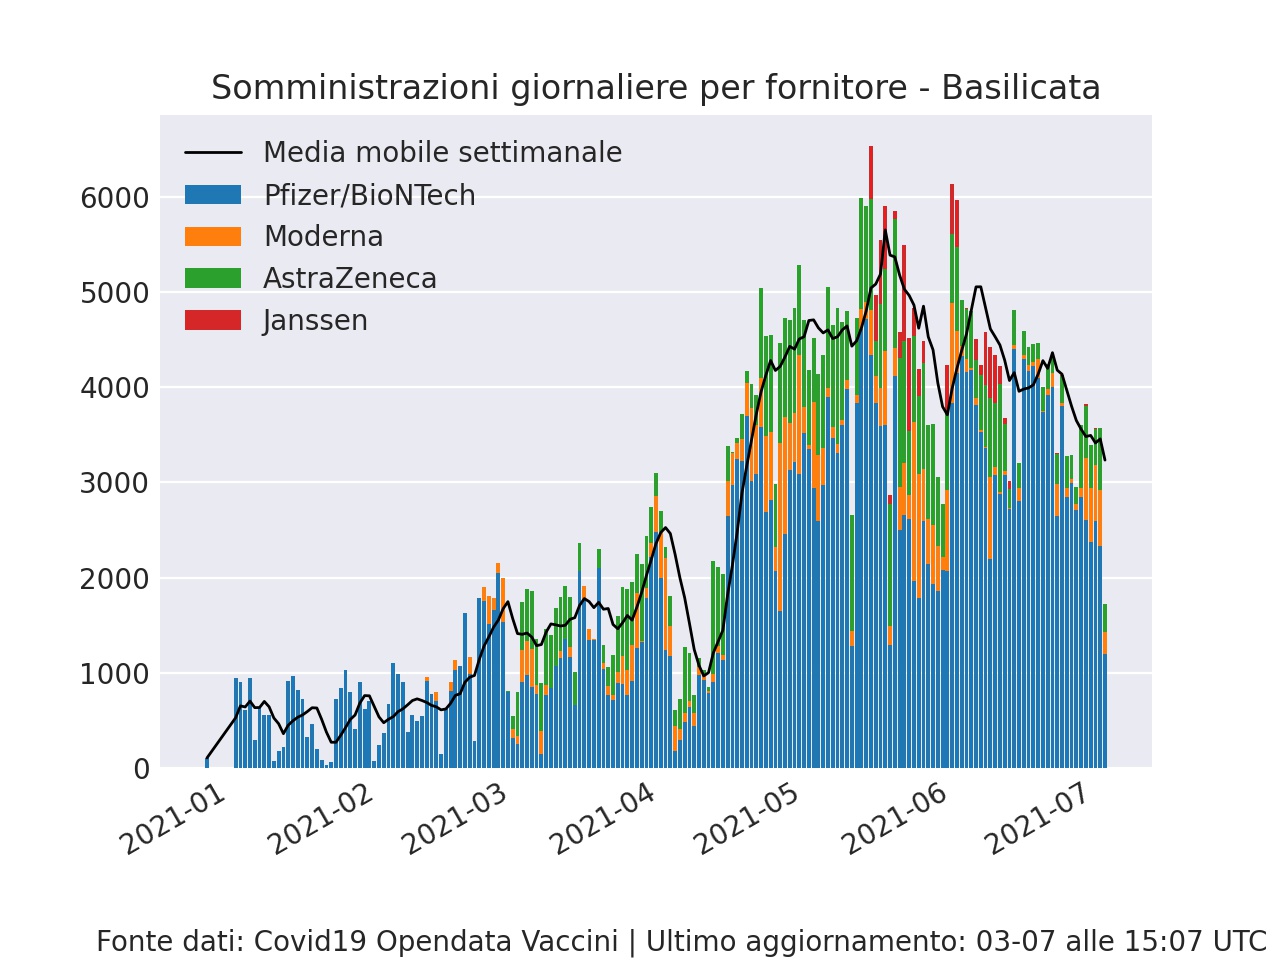 Somministrazioni giornaliere per fornitore - Basilicata
Media mobile settimanale
Pfizer/BioNTech
Moderna
AstraZeneca
Janssen
6000
5000
4000
3000
2000
1000
0
2021-01
2021-02
2021-03
2021-04
2021-05
2021-06
2021-07
Fonte dati: Covid19 Opendata Vaccini | Ultimo aggiornamento: 03-07 alle 15:07 UTC